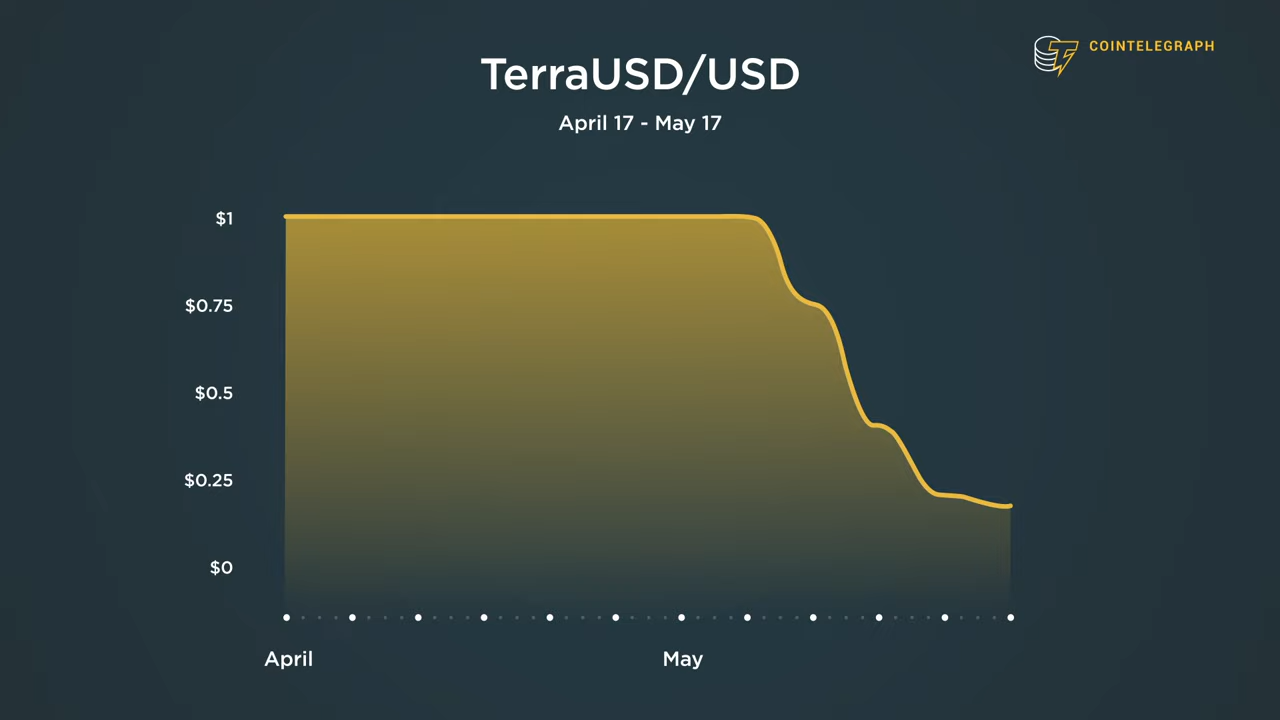 COINTELEGRAPH
TerraUSD/USD
April 17 - May 17
$1
$0.75
$0.5
$0.25
$0
April
May